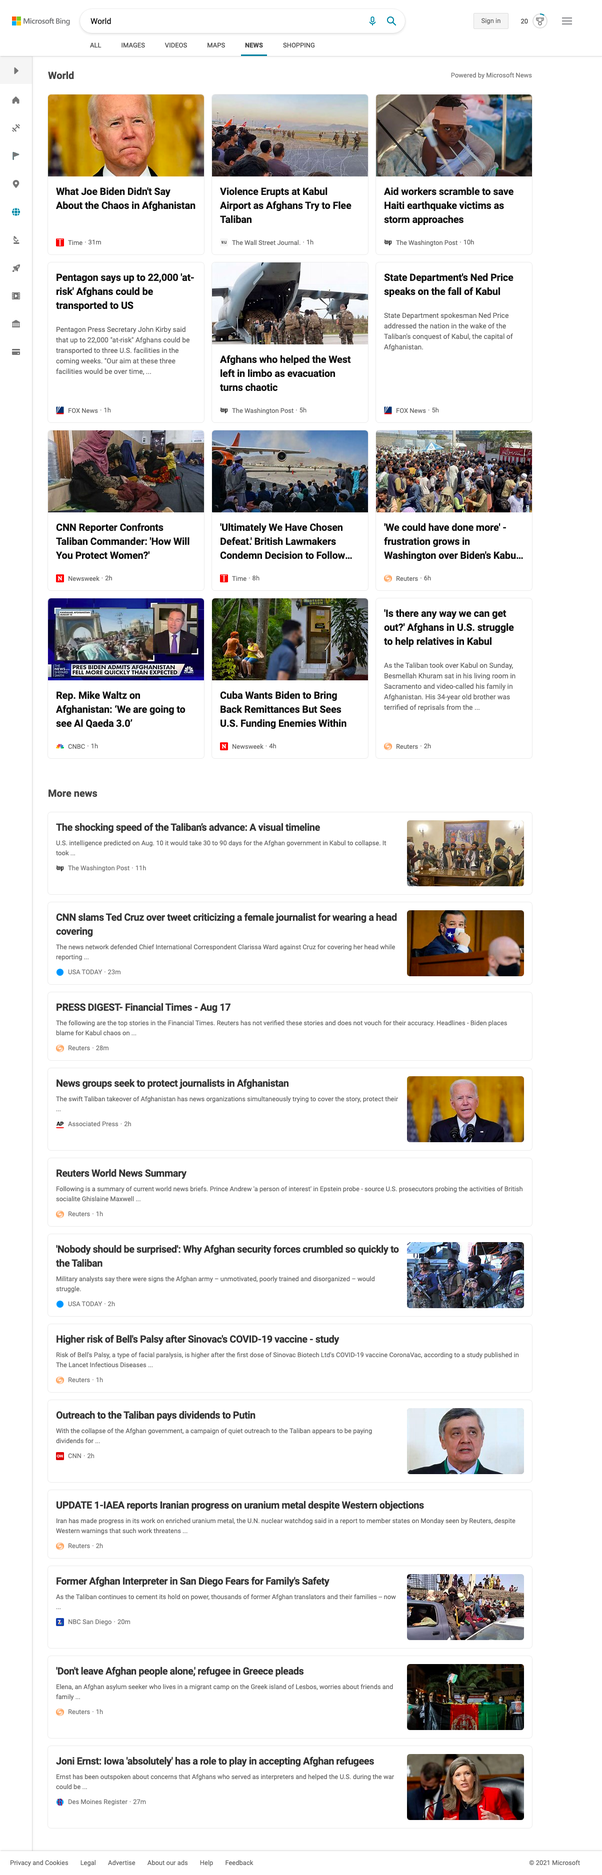 Microsoft Bing
World
Sign in
20
ALL IMAGES VIDEOS MAPS NEWS SHOPPING
World
Powered by Microsoft News
What Joe Biden Didn't Say
About the Chaos in Afghanistan
Time · 31m
Violence Erupts at Kabul
Airport as Afghans Try to Flee
Taliban
The Wall Street Journal. · 1h
Aid workers scramble to save
Haiti earthquake victims as
storm approaches
The Washington Post · 10h
Pentagon says up to 22,000 'at-
risk' Afghans could be
transported to US
Pentagon Press Secretary John Kirby said
that up to 22,000 "at-risk" Afghans could be
transported to three U.S. facilities in the
coming weeks. "Our aim at these three
facilities would be over time, ...
FOX News · 1h
Afghans who helped the West
left in limbo as evacuation
turns chaotic
The Washington Post · 5h
State Department's Ned Price
speaks on the fall of Kabul
State Department spokesman Ned Price
addressed the nation in the wake of the
Taliban's conquest of Kabul, the capital of
Afghanistan.
FOX News · 5h
CNN Reporter Confronts
Taliban Commander: 'How Will
You Protect Women?'
Newsweek · 2h
'Ultimately We Have Chosen
Defeat.' British Lawmakers
Condemn Decision to Follow...
Time · 8h
'We could have done more' -
frustration grows in
Washington over Biden's Kabu...
Reuters · 6h
PRES BIDEN ADMITS AFGHANISTAN
FELL MORE QUICKLY THAN EXPECTED
Rep. Mike Waltz on
Afghanistan: 'We are going to
see Al Qaeda 3.0'
CNBC · 1h
Cuba Wants Biden to Bring
Back Remittances But Sees
U.S. Funding Enemies Within
Newsweek · 4h
'Is there any way we can get
out?' Afghans in U.S. struggle
to help relatives in Kabul
As the Taliban took over Kabul on Sunday,
Besmellah Khuram sat in his living room in
Sacramento and video-called his family in
Afghanistan. His 34-year old brother was
terrified of reprisals from the ...
Reuters · 2h
More news
The shocking speed of the Taliban's advance: A visual timeline
U.S. intelligence predicted on Aug. 10 it would take 30 to 90 days for the Afghan government in Kabul to collapse. It
took ...
The Washington Post · 11h
CNN slams Ted Cruz over tweet criticizing a female journalist for wearing a head
covering
The news network defended Chief International Correspondent Clarissa Ward against Cruz for covering her head while
reporting ...
USA TODAY · 23m
PRESS DIGEST- Financial Times - Aug 17
The following are the top stories in the Financial Times. Reuters has not verified these stories and does not vouch for their accuracy. Headlines - Biden places
blame for Kabul chaos on ...
Reuters · 28m
News groups seek to protect journalists in Afghanistan
The swift Taliban takeover of Afghanistan has news organizations simultaneously trying to cover the story, protect their
...
AP Associated Press · 2h
Reuters World News Summary
Following is a summary of current world news briefs. Prince Andrew 'a person of interest' in Epstein probe - source U.S. prosecutors probing the activities of British
socialite Ghislaine Maxwell ...
Reuters · 1h
'Nobody should be surprised': Why Afghan security forces crumbled so quickly to
the Taliban
Military analysts say there were signs the Afghan army – unmotivated, poorly trained and disorganized – would
struggle.
USA TODAY · 2h
Higher risk of Bell's Palsy after Sinovac's COVID-19 vaccine - study
Risk of Bell's Palsy, a type of facial paralysis, is higher after the first dose of Sinovac Biotech Ltd's COVID-19 vaccine CoronaVac, according to a study published in
The Lancet Infectious Diseases ...
Reuters · 1h
Outreach to the Taliban pays dividends to Putin
With the collapse of the Afghan government, a campaign of quiet outreach to the Taliban appears to be paying
dividends for ...
CNN · 2h
UPDATE 1-IAEA reports Iranian progress on uranium metal despite Western objections
Iran has made progress in its work on enriched uranium metal, the U.N. nuclear watchdog said in a report to member states on Monday seen by Reuters, despite
Western warnings that such work threatens ...
Reuters · 2h
Former Afghan Interpreter in San Diego Fears for Family's Safety
As the Taliban continues to cement its hold on power, thousands of former Afghan translators and their families – now
...
NBC San Diego · 20m
'Don't leave Afghan people alone,' refugee in Greece pleads
Elena, an Afghan asylum seeker who lives in a migrant camp on the Greek island of Lesbos, worries about friends and
family ...
Reuters · 1h
Joni Ernst: Iowa 'absolutely' has a role to play in accepting Afghan refugees
Ernst has been outspoken about concerns that Afghans who served as interpreters and helped the U.S. during the war
could be ...
Des Moines Register · 27m
Privacy and Cookies Legal Advertise About our ads Help Feedback
© 2021 Microsoft